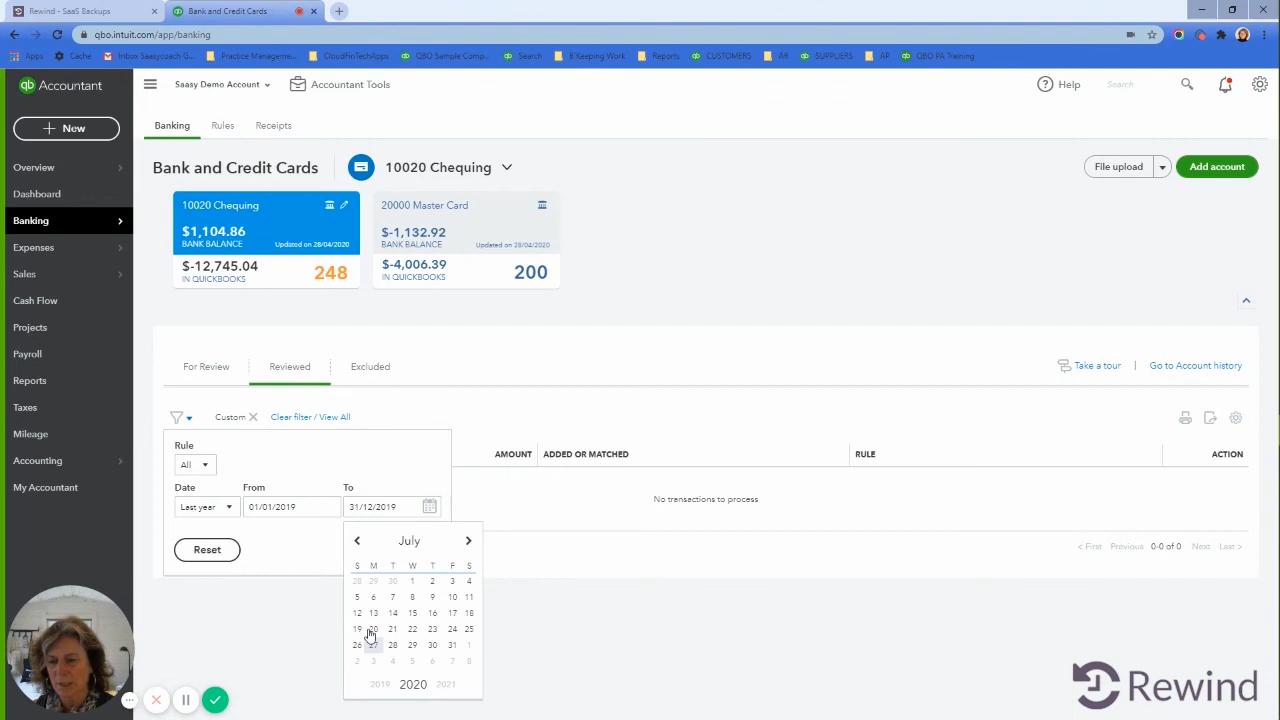 Rewind - SaaS Backups
Bank and Credit Cards
qbo.intuit.com/app/banking
Apps
Cache
Inbox Saasycoach G...
Practice Manageme...
CloudFinTechApps
QBO Sample Comp...
Search
B'Keeping Work
Reports
CUSTOMERS
AR
SUPPLIERS
AP
QBO PA Training
qb Accountant
Saasy Demo Account
Accountant Tools
Help
Search
+ New
Banking
Rules
Receipts
Overview
Dashboard
Banking
Expenses
Sales
Cash Flow
Projects
Payroll
Reports
Taxes
Mileage
Accounting
My Accountant
Bank and Credit Cards
10020 Chequing
File upload
Add account
10020 Chequing
$1,104.86
BANK BALANCE
Updated on 28/04/2020
$-12,745.04
IN QUICKBOOKS
248
20000 Master Card
$-1,132.92
BANK BALANCE
Updated on 28/04/2020
$-4,006.39
IN QUICKBOOKS
200
For Review
Reviewed
Excluded
Take a tour
Go to Account history
Custom
Clear filter / View All
Rule
All
Date
From
To
Last year
01/01/2019
31/12/2019
Reset
AMOUNT
ADDED OR MATCHED
RULE
ACTION
No transactions to process
< First Previous 0-0 of 0 Next Last >
July
S M T W T F S
28 29 30 1 2 3 4
5 6 7 8 9 10 11
12 13 14 15 16 17 18
19 20 21 22 23 24 25
26 27 28 29 30 31 1
2 3 4 5 6 7 8
2019 2020 2021
Rewind